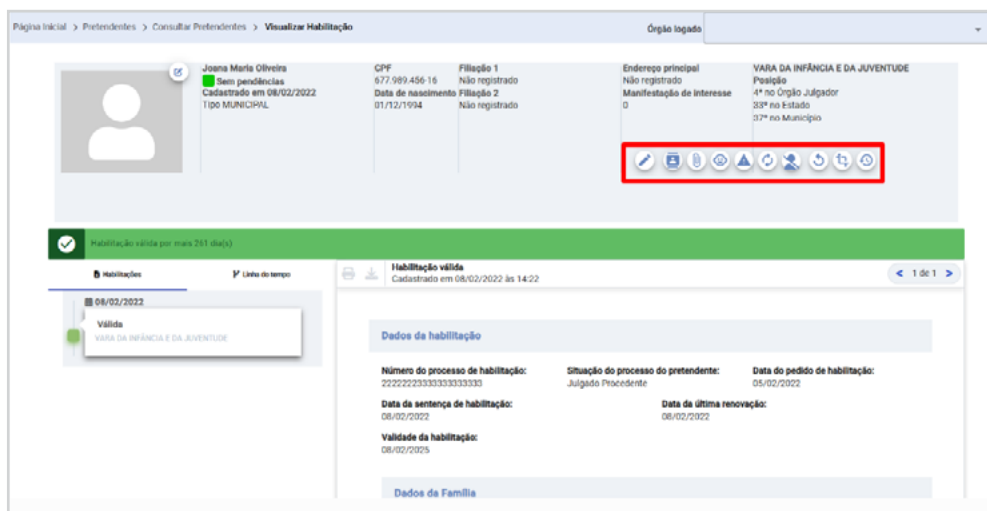 Página Inicial > Pretendentes > Consultar Pretendentes > Visualizar Habilitação
Órgão logado
Joana Maria Oliveira
Sem pendências
Cadastrado em 08/02/2022
Tipo MUNICIPAL
CPF
677.989.456-16
Data de nascimento
01/12/1994
Filiação 1
Não registrado
Filiação 2
Não registrado
Endereço principal
Não registrado
Manifestação de interesse
0
VARA DA INFÂNCIA E DA JUVENTUDE
Posição
4º no Órgão Julgador
33º no Estado
37º no Município
Habilitação válida por mais 261 dia(s)
Habilitações
Linha do tempo
Habilitação válida
Cadastrado em 08/02/2022 às 14:22
< 1 de 1 >
08/02/2022
Válida
VARA DA INFÂNCIA E DA JUVENTUDE
Dados da habilitação
Número do processo de habilitação:
22222223333333333333
Situação do processo do pretendente:
Julgado Procedente
Data do pedido de habilitação:
05/02/2022
Data da sentença de habilitação:
08/02/2022
Data da última renovação:
08/02/2022
Validade da habilitação:
08/02/2025
Dados da Família